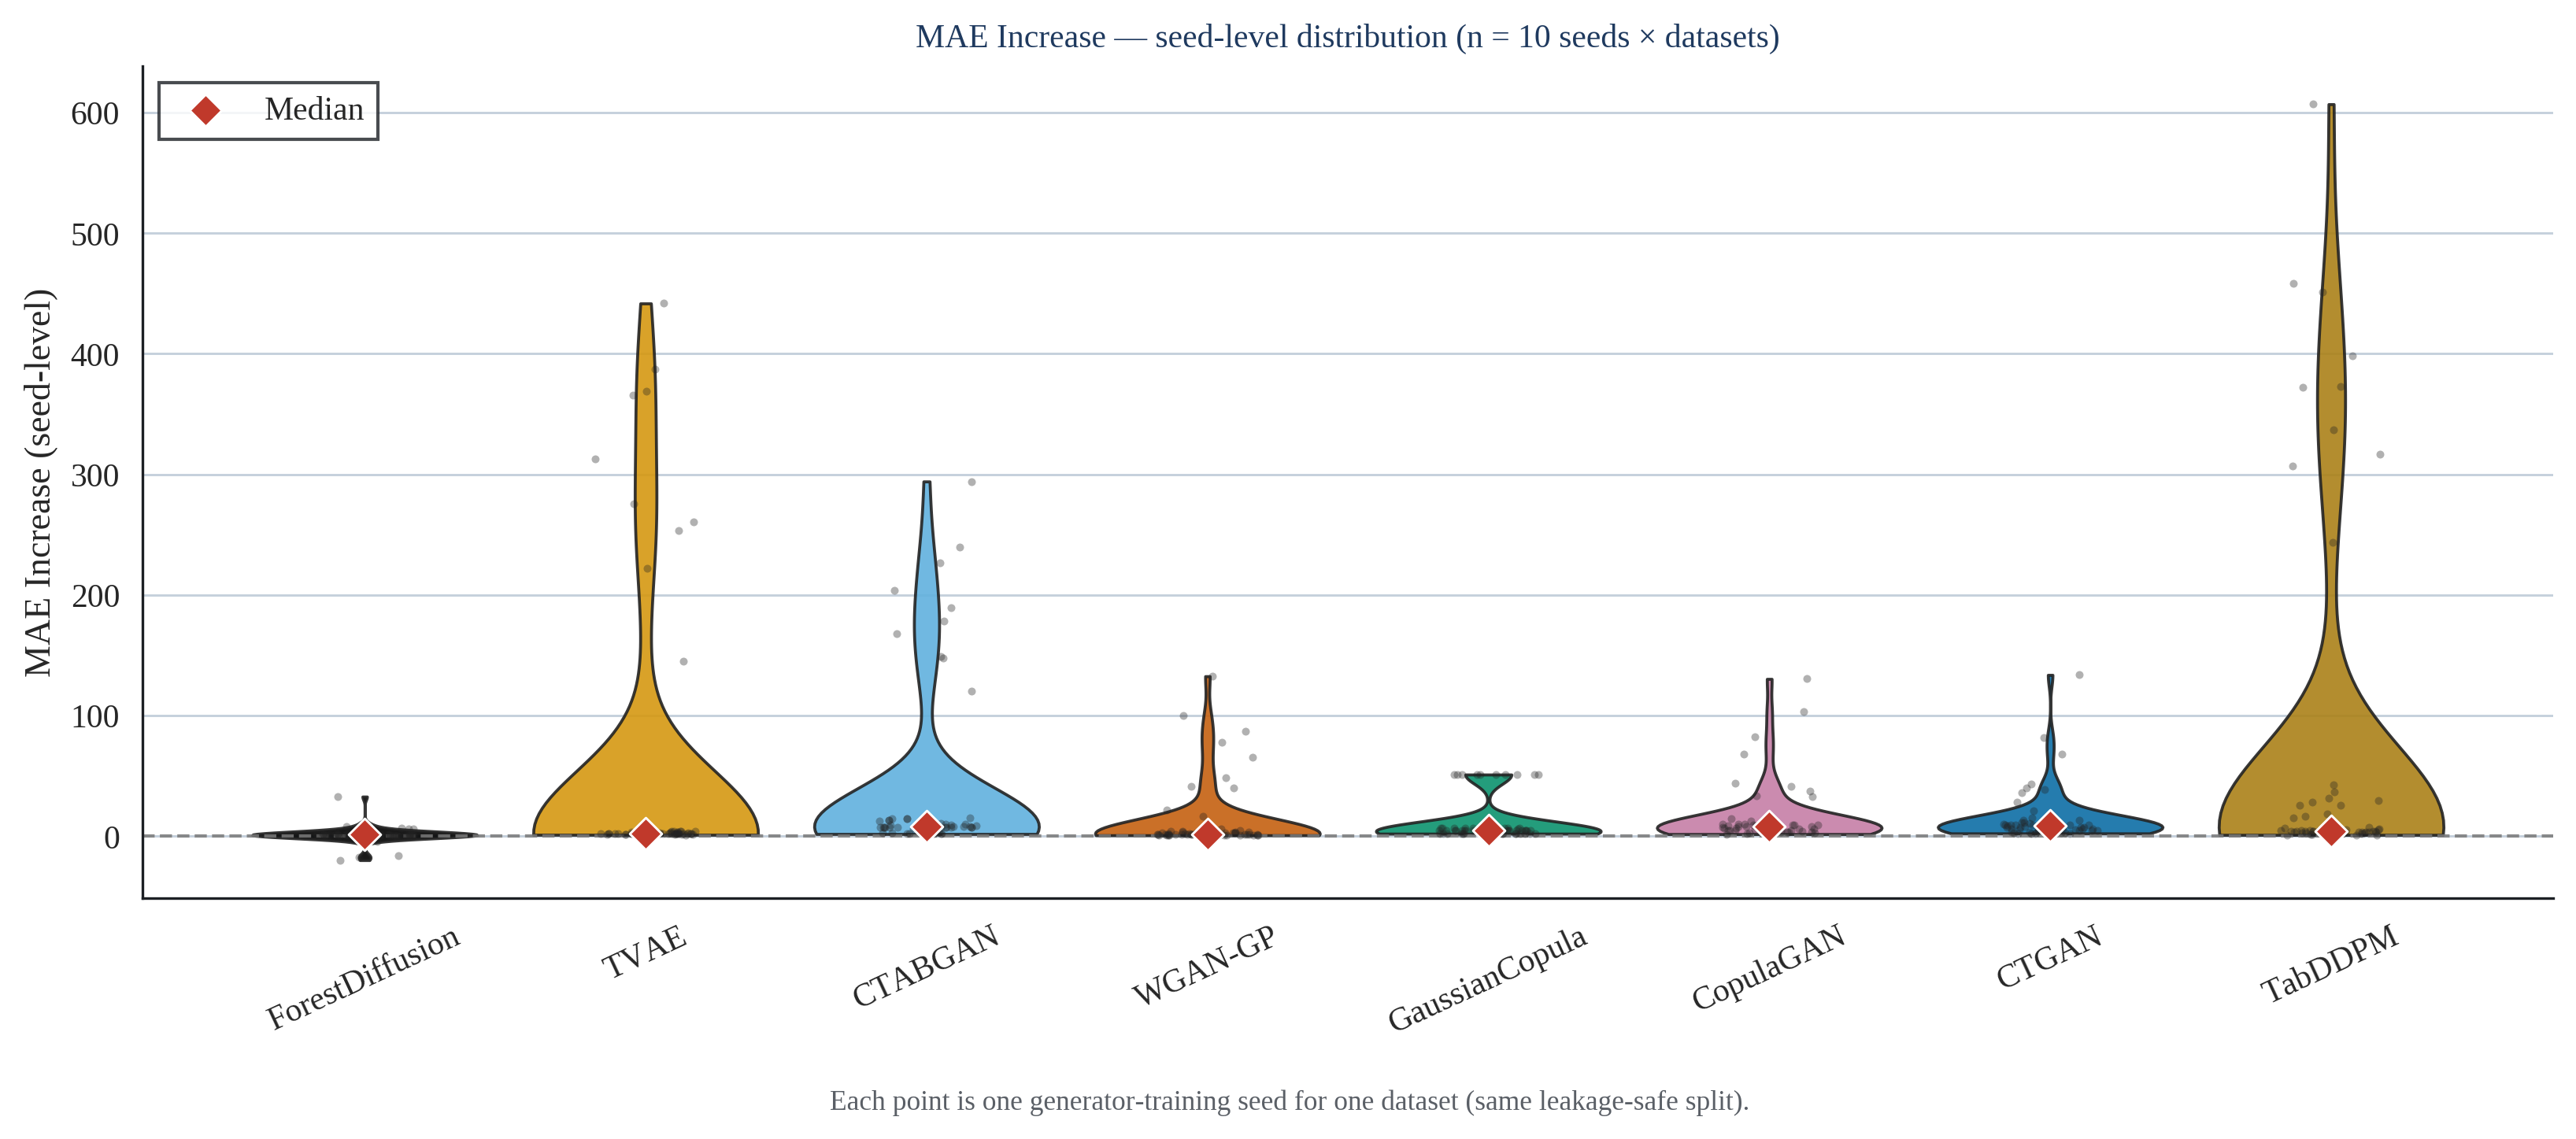 MAE Increase — seed-level distribution (n = 10 seeds × datasets)
Median
MAE Increase (seed-level)
600
500
400
300
200
100
0
ForestDiffusion
TVAE
CTABGAN
WGAN-GP
GaussianCopula
CopulaGAN
CTGAN
TabDDPM
Each point is one generator-training seed for one dataset (same leakage-safe split).